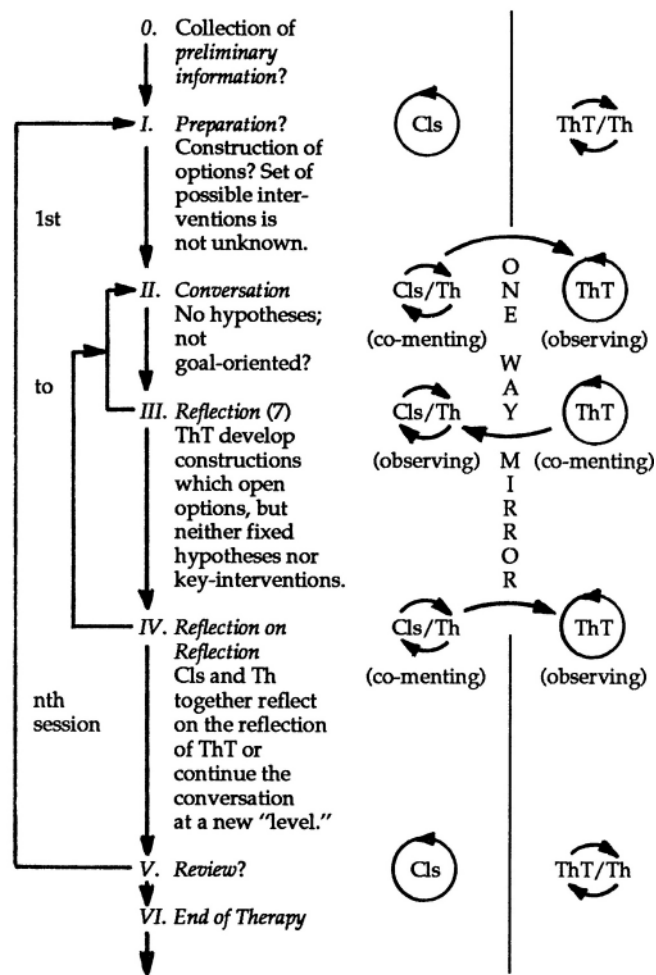 0. Collection of
preliminary
information?
I. Preparation?
Construction of
options? Set of
possible inter-
ventions is
not unknown.
1st
Cls
ThT/Th
II. Conversation
No hypotheses;
not
goal-oriented?
Cls/Th
(co-menting)
ThT
(observing)
to
III. Reflection (7)
ThT develop
constructions
which open
options, but
neither fixed
hypotheses nor
key-interventions.
Cls/Th
(observing)
ThT
(co-menting)
ONE WAY MIRROR
IV. Reflection on
Reflection
Cls and Th
together reflect
on the reflection
of ThT or
continue the
conversation
at a new "level."
Cls/Th
(co-menting)
ThT
(observing)
nth
session
V. Review?
Cls
ThT/Th
VI. End of Therapy